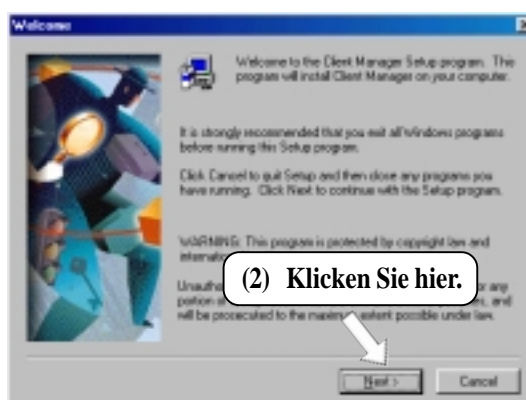 Welcome
Welcome to the Client Manager Setup program. This
program will install Client Manager on your computer.
It is strongly recommended that you exit all Windows programs
before running this Setup program.
Click Cancel to quit Setup and then close any programs you
have running. Click Next to continue with the Setup program.
WARNING: This program is protected by copyright law and
(2) Klicken Sie hier.
or any
portion
and
will be prosecuted to the maximum extent possible under law.
Next >
Cancel